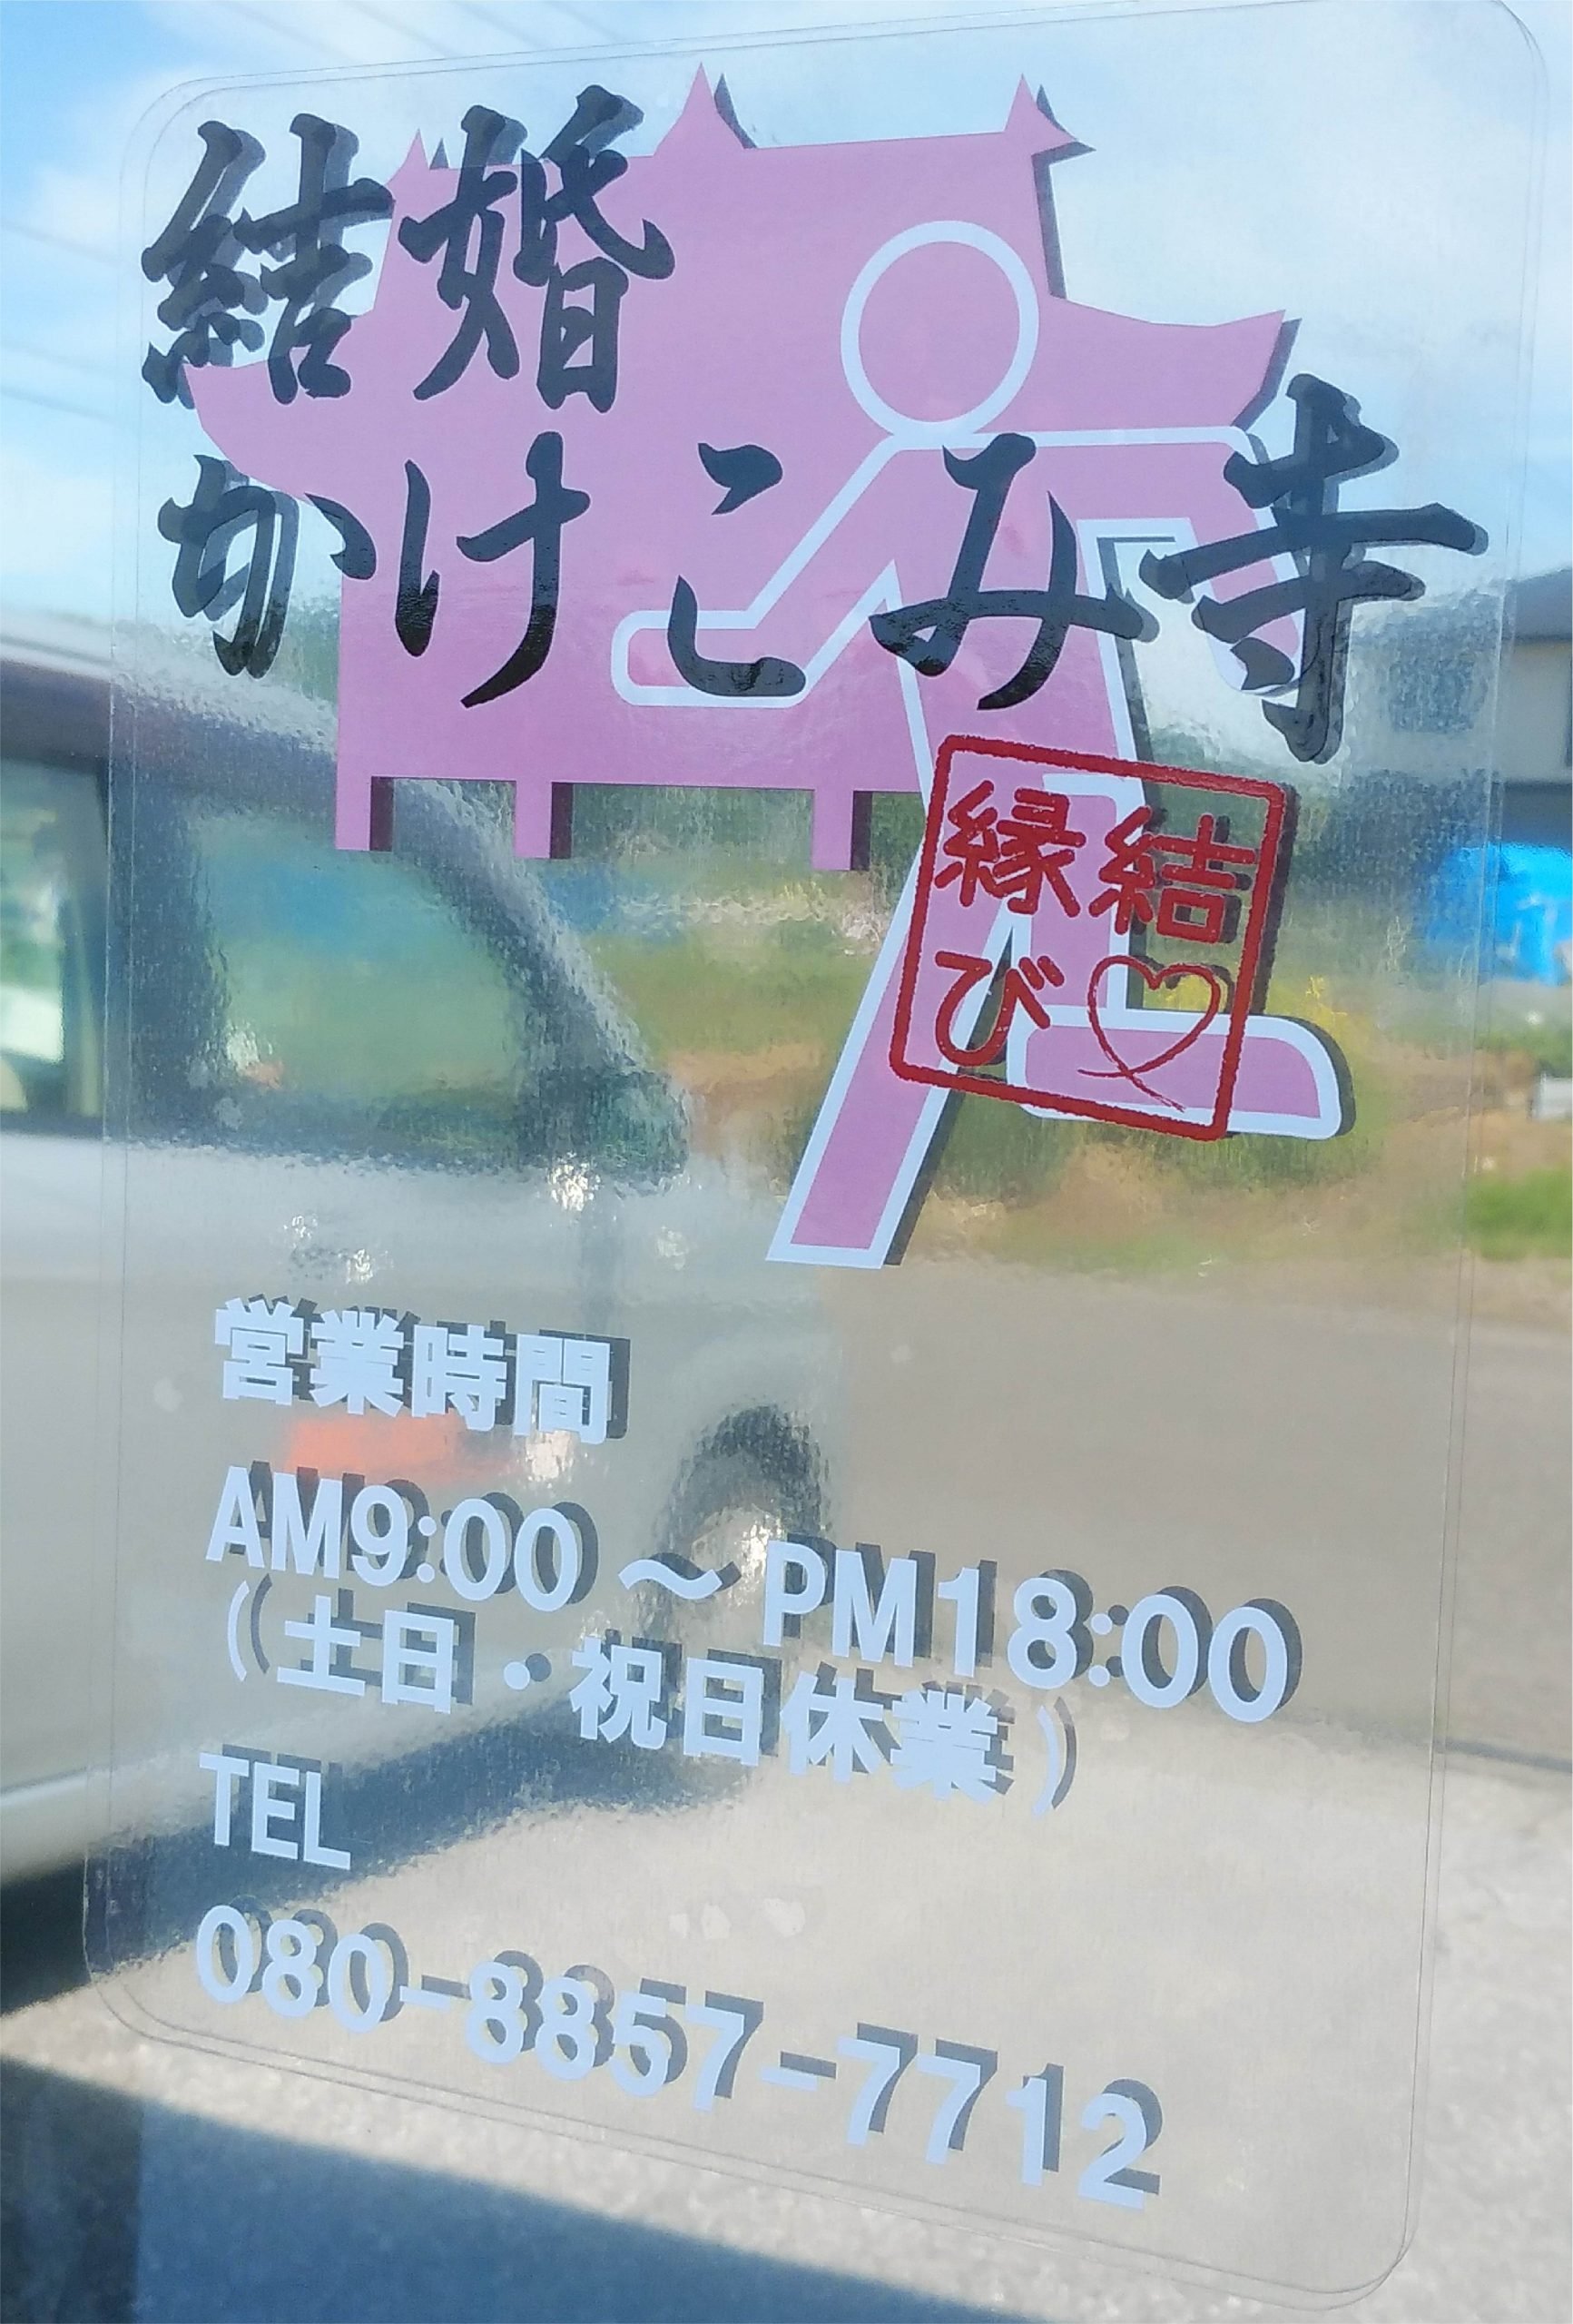 結婚
かけこみ寺
縁結
び♡
営業時間
AM9:00～PM18:00
(土日・祝日休業)
TEL
080-8857-7712